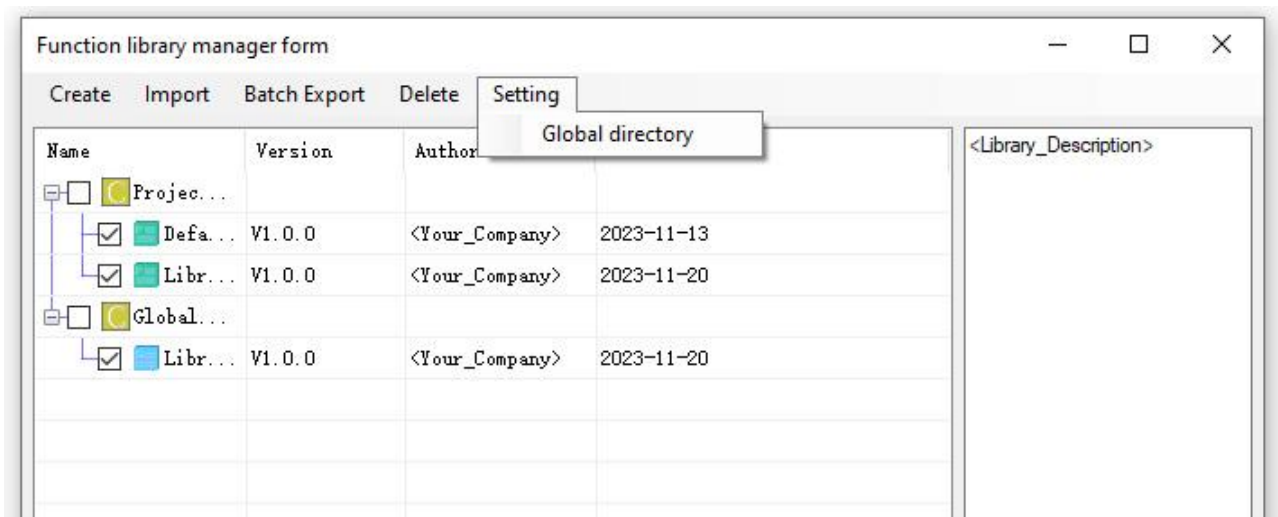 Function library manager form
Create Import Batch Export Delete Setting
Global directory
Name Version Author
<Library_Description>
Projec...
Defa... V1.0.0 <Your_Company> 2023-11-13
Libr... V1.0.0 <Your_Company> 2023-11-20
Global...
Libr... V1.0.0 <Your_Company> 2023-11-20